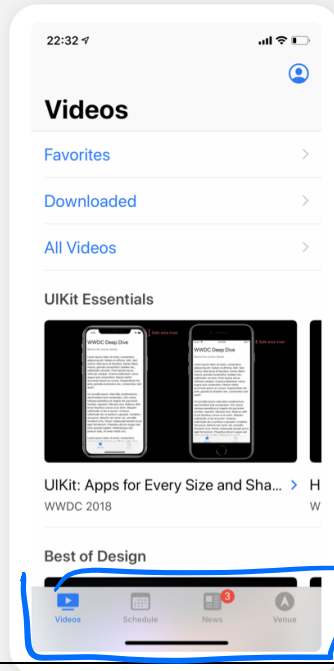 22:32
Videos
Favorites
Downloaded
All Videos
UIKit Essentials
WWDC Deep Dive
WWDC Deep Dive
UIKit: Apps for Every Size and Sha...
H
WWDC 2018
W
Best of Design
3
Videos
Schedule
News
Venue